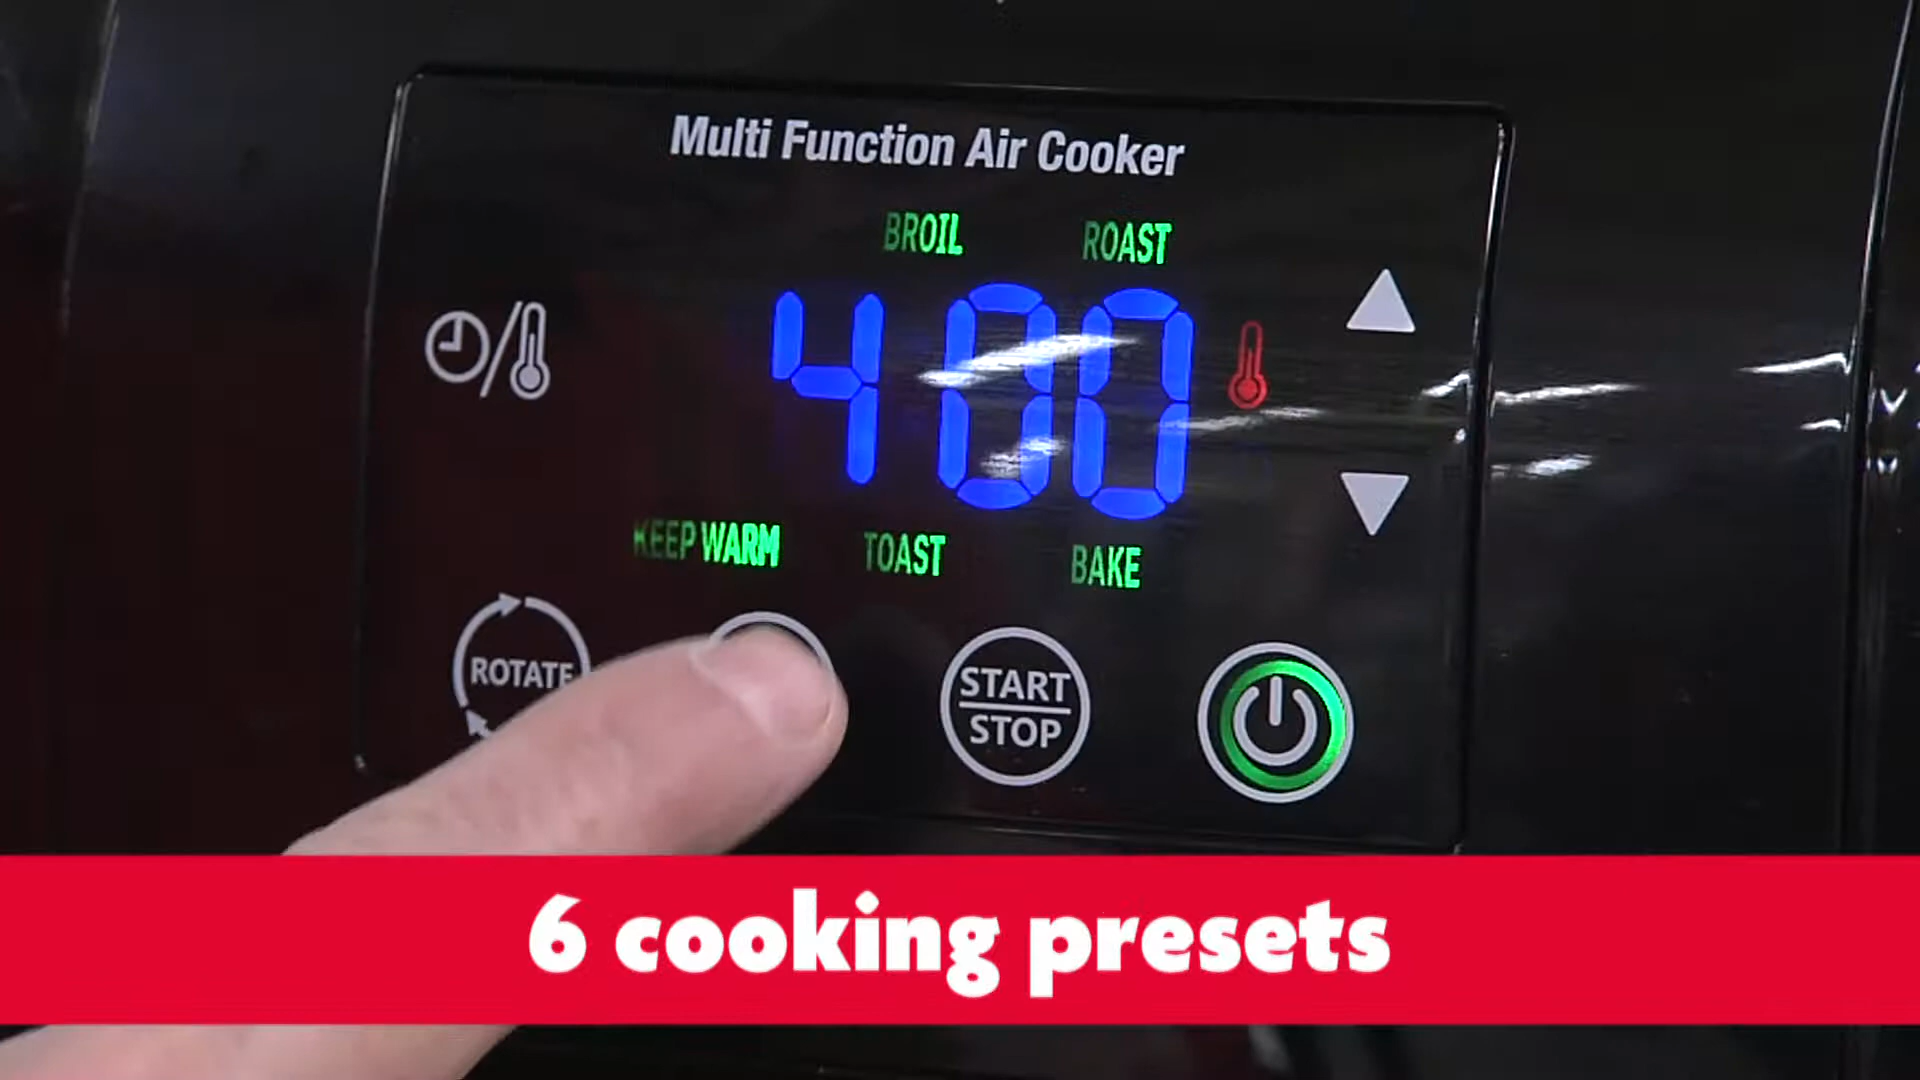 Multi Function Air Cooker
BROIL ROAST
400
KEEP WARM TOAST BAKE
ROTATE
START
STOP
6 cooking presets